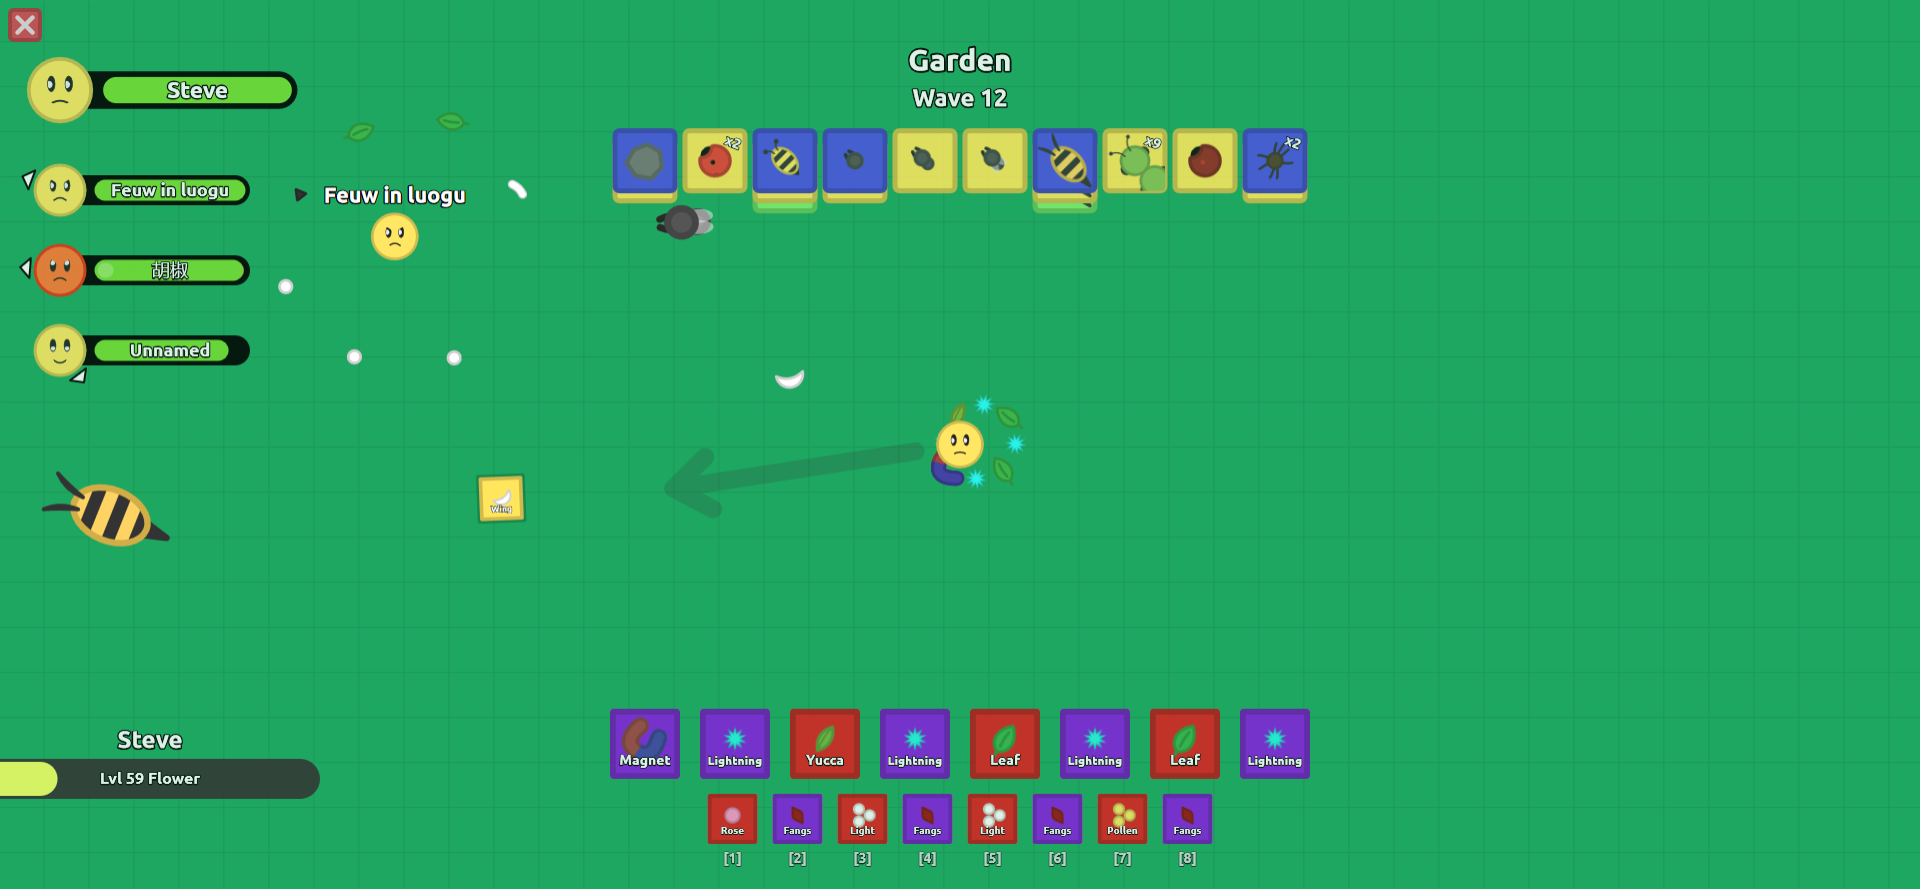 Garden
Wave 12
Steve
x2
x9
x2
Feuw in luogu
Feuw in luogu
胡椒
Unnamed
Wing
Steve
Lvl 59 Flower
Magnet
Lightning
Yucca
Lightning
Leaf
Lightning
Leaf
Lightning
Rose
Fangs
Light
Fangs
Light
Fangs
Pollen
Fangs
[1]
[2]
[3]
[4]
[5]
[6]
[7]
[8]